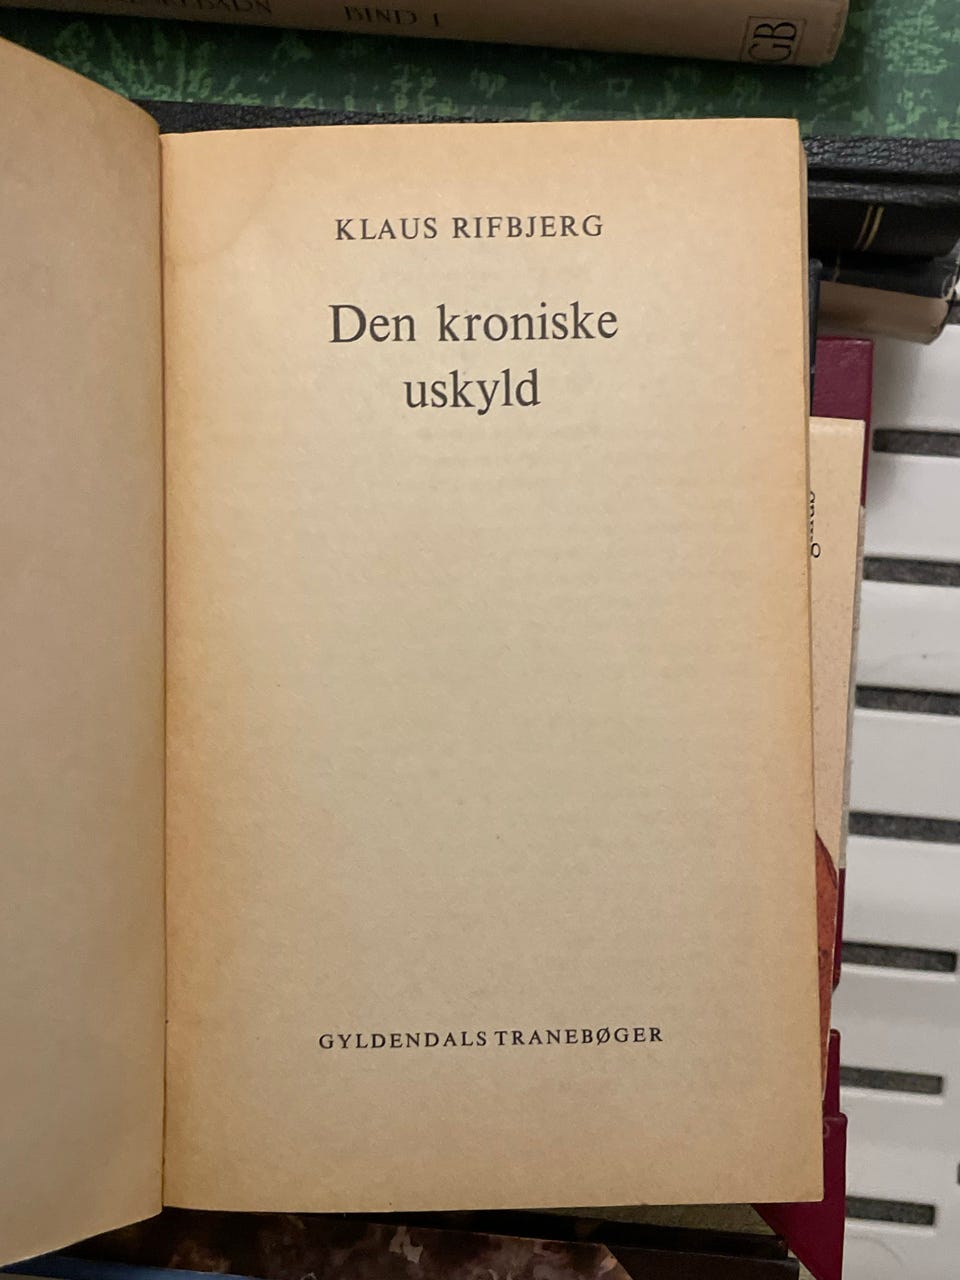 BIND 1
GB
KLAUS RIFBJERG
Den kroniske
uskyld
GYLDENDALS TRANEBØGER